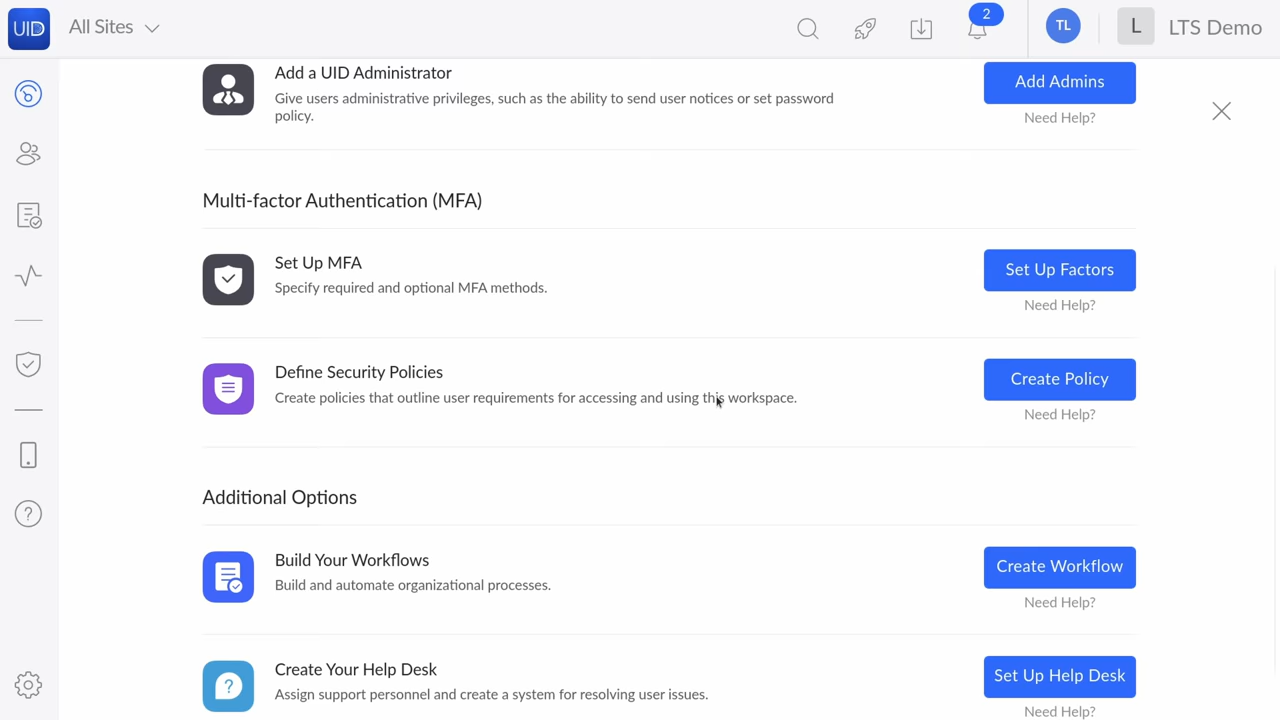 UID
All Sites
2
TL
L
LTS Demo
Add a UID Administrator
Give users administrative privileges, such as the ability to send user notices or set password
policy.
Add Admins
Need Help?
Multi-factor Authentication (MFA)
Set Up MFA
Specify required and optional MFA methods.
Set Up Factors
Need Help?
Define Security Policies
Create policies that outline user requirements for accessing and using this workspace.
Create Policy
Need Help?
Additional Options
Build Your Workflows
Build and automate organizational processes.
Create Workflow
Need Help?
Create Your Help Desk
Assign support personnel and create a system for resolving user issues.
Set Up Help Desk
Need Help?